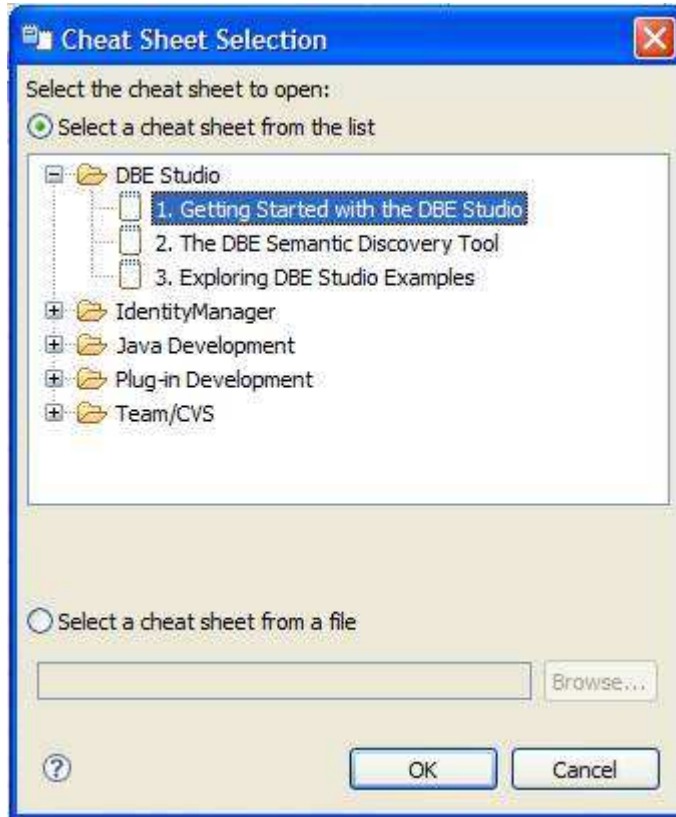 Cheat Sheet Selection
Select the cheat sheet to open:
Select a cheat sheet from the list
DBE Studio
1. Getting Started with the DBE Studio
2. The DBE Semantic Discovery Tool
3. Exploring DBE Studio Examples
IdentityManager
Java Development
Plug-in Development
Team/CVS
Select a cheat sheet from a file
Browse...
OK Cancel